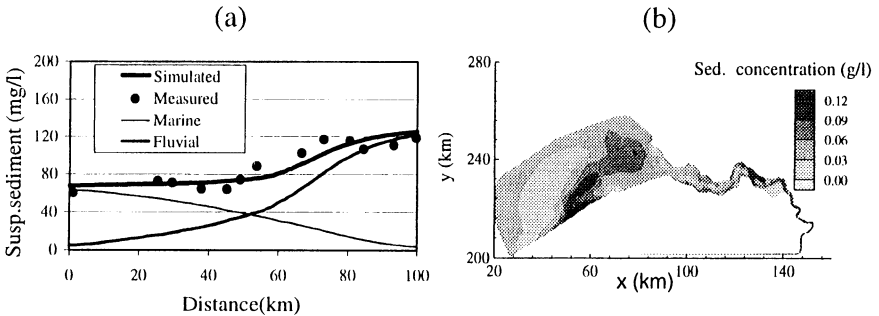 (a)
Susp.sediment (mg/l)
200
160
120
80
40
0
Simulated
Measured
Marine
Fluvial
0 20 40 60 80 100
Distance(km)
(b)
Sed. concentration (g/l)
0.12
0.09
0.06
0.03
0.00
y (km)
280
240
200
20 60 100 140
x (km)